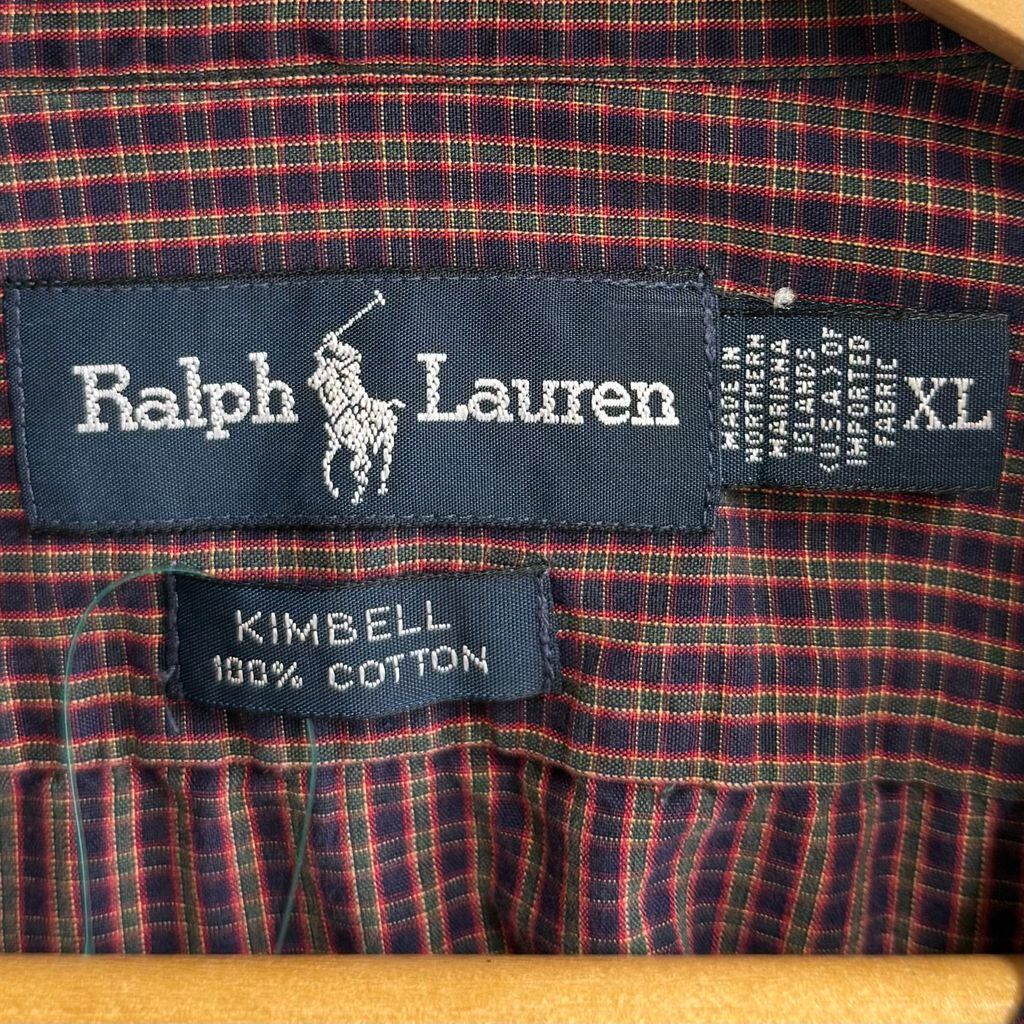 Ralph Lauren
MADE IN
NORTHERN
MARIANA
ISLANDS
(U.S.A.) OF
IMPORTED
FABRIC
XL
KIMBELL
100% COTTON